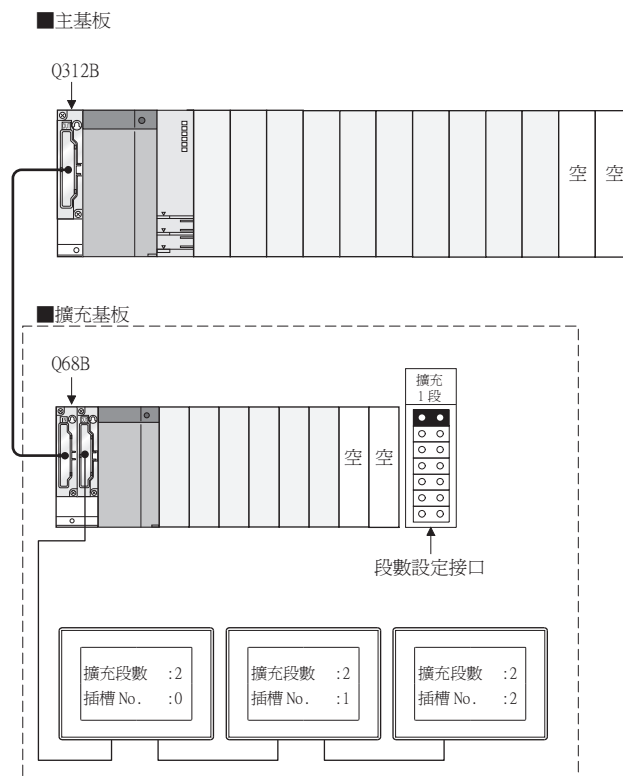 ■主基板
Q312B
空 空
■擴充基板
Q68B
擴充
1段
空 空
段數設定接口
擴充段數 :2
插槽 No. :0
擴充段數 :2
插槽 No. :1
擴充段數 :2
插槽 No. :2